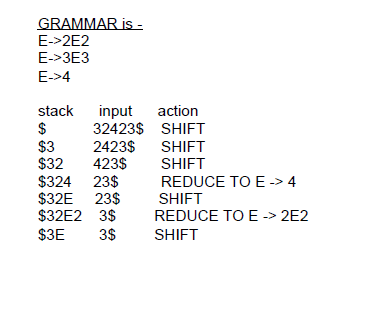 GRAMMAR is -
E->2E2
E->3E3
E->4
stack input action
$ 32423$ SHIFT
$3 2423$ SHIFT
$32 423$ SHIFT
$324 23$ REDUCE TO E -> 4
$32E 23$ SHIFT
$32E2 3$ REDUCE TO E -> 2E2
$3E 3$ SHIFT